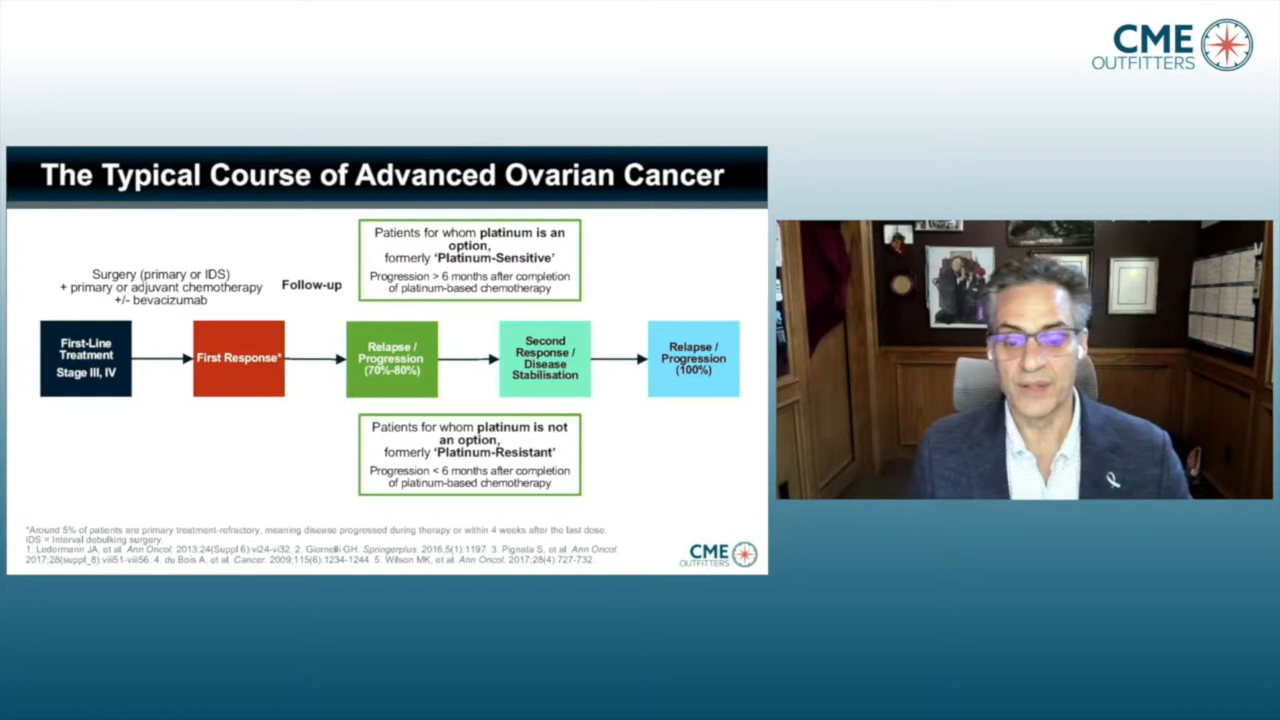 CME
OUTFITTERS
The Typical Course of Advanced Ovarian Cancer
Patients for whom platinum is an
option,
formerly ‘Platinum-Sensitive’
Progression > 6 months after completion
of platinum-based chemotherapy
Surgery (primary or IDS)
+ primary or adjuvant chemotherapy
+/- bevacizumab
Follow-up
First-Line
Treatment
Stage III, IV
First Response*
Relapse /
Progression
(70%-80%)
Second
Response /
Disease
Stabilisation
Relapse /
Progression
(100%)
Patients for whom platinum is not
an option,
formerly ‘Platinum-Resistant’
Progression < 6 months after completion
of platinum-based chemotherapy
*Around 5% of patients are primary treatment-refractory, meaning disease progressed during therapy or within 4 weeks after the last dose.
IDS = Interval debulking surgery.
1. Ledermann JA, et al. Ann Oncol. 2013;24(Suppl 6):vi24-vi32. 2. Giornelli GH. Springerplus. 2016;5(1):1197. 3. Pignata S, et al. Ann Oncol.
2017;28(suppl_8):viii51-viii56. 4. du Bois A, et al. Cancer. 2009;115(6):1234-1244. 5. Wilson MK, et al. Ann Oncol. 2017;28(4):727-732.
CME
OUTFITTERS